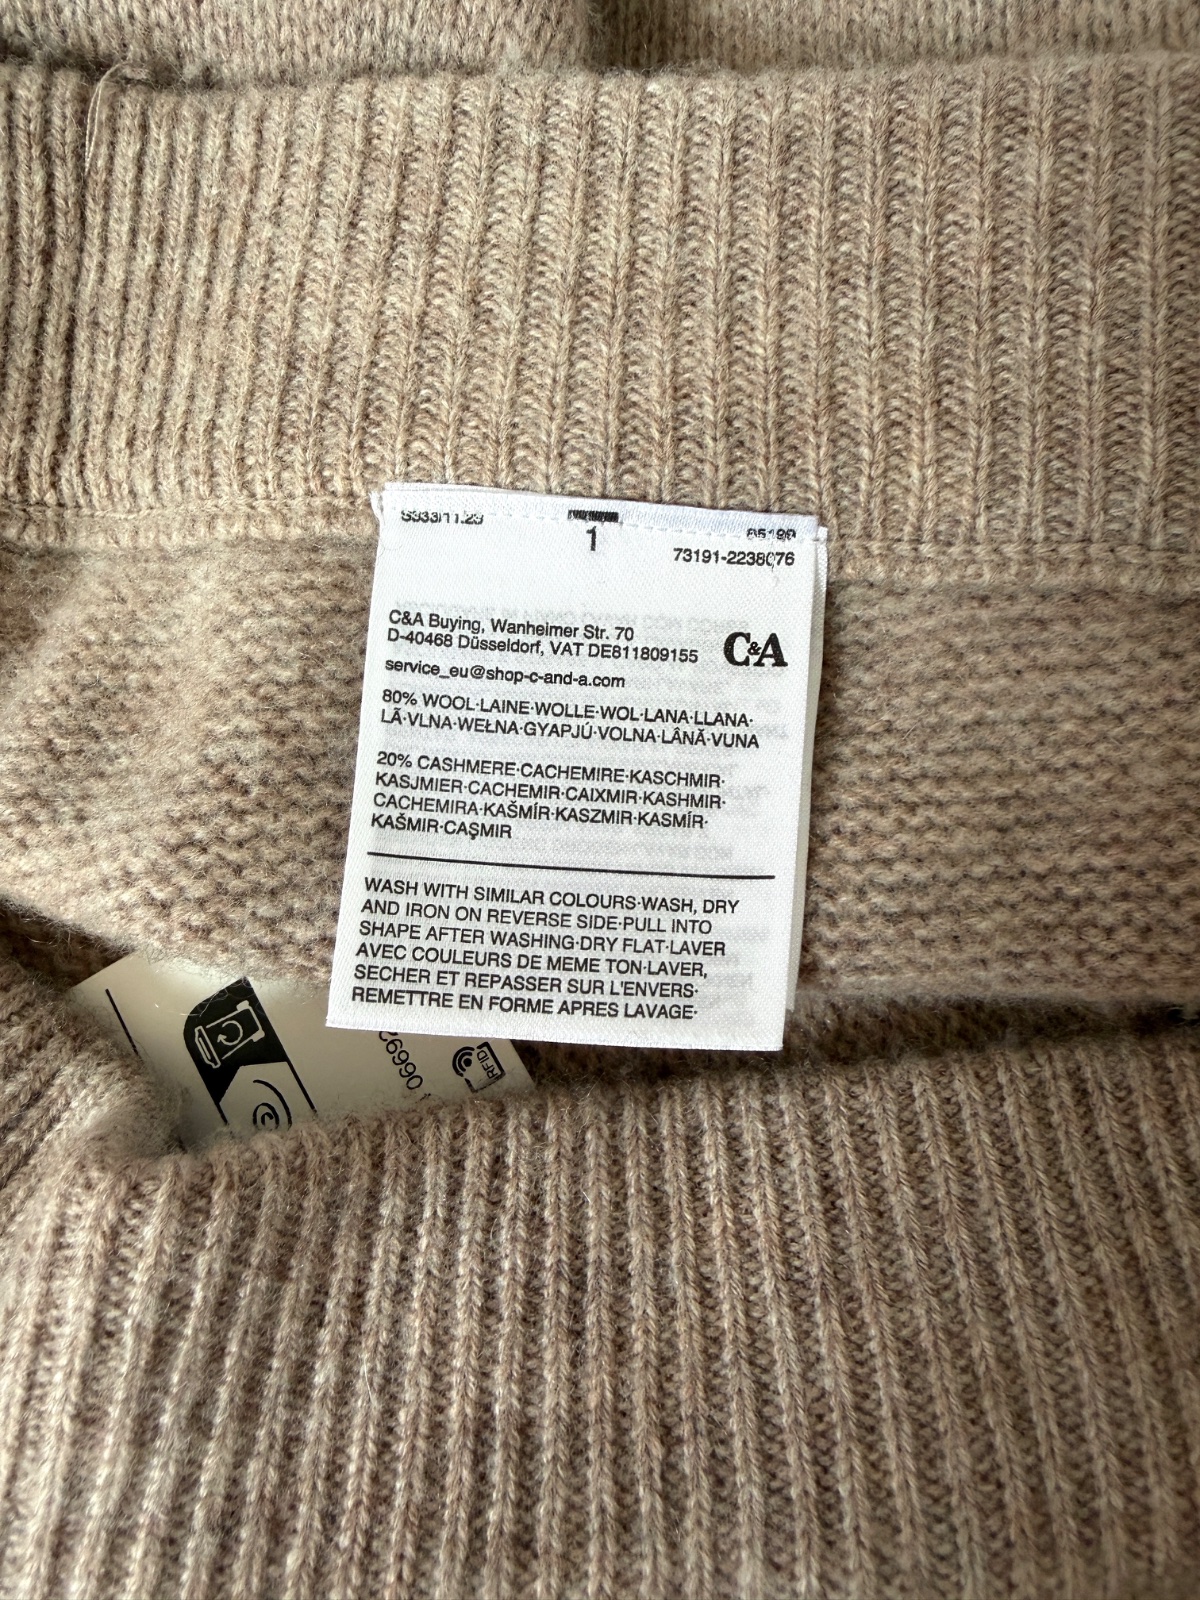 1
73191-2238076
C&A Buying, Wanheimer Str. 70
D-40468 Düsseldorf, VAT DE811809155
C&A
service_eu@shop-c-and-a.com
80% WOOL·LAINE·WOLLE·WOL·LANA·LLANA·
LÃ·VLNA·WEŁNA·GYAPJÚ·VOLNA·LÂNĂ·VUNA
20% CASHMERE·CACHEMIRE·KASCHMIR·
KASJMIER·CACHEMIR·CAIXMIR·KASHMIR·
CACHEMIRA·KAŠMÍR·KASZMIR·KASMÍR·
KAŠMIR·CAŞMIR
WASH WITH SIMILAR COLOURS·WASH, DRY
AND IRON ON REVERSE SIDE·PULL INTO
SHAPE AFTER WASHING·DRY FLAT·LAVER
AVEC COULEURS DE MEME TON·LAVER,
SECHER ET REPASSER SUR L'ENVERS·
REMETTRE EN FORME APRES LAVAGE·
RFID